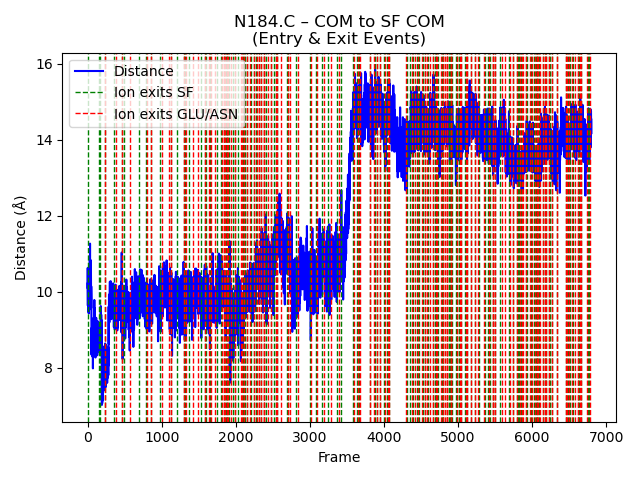 N184.C – COM to SF COM
(Entry & Exit Events)
Distance
Ion exits SF
Ion exits GLU/ASN
Distance (Å)
16
14
12
10
8
0 1000 2000 3000 4000 5000 6000 7000
Frame